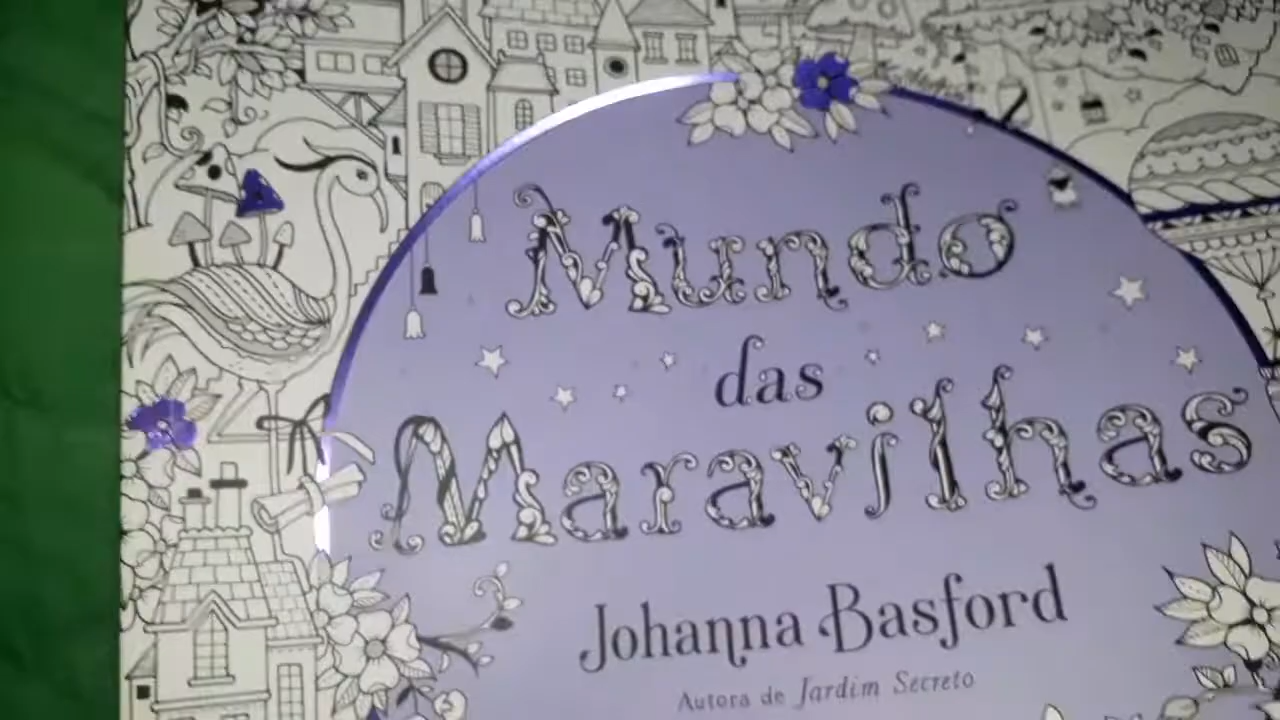 Mundo
das
Maravilhas
Johanna Basford
Autora de Jardim Secreto